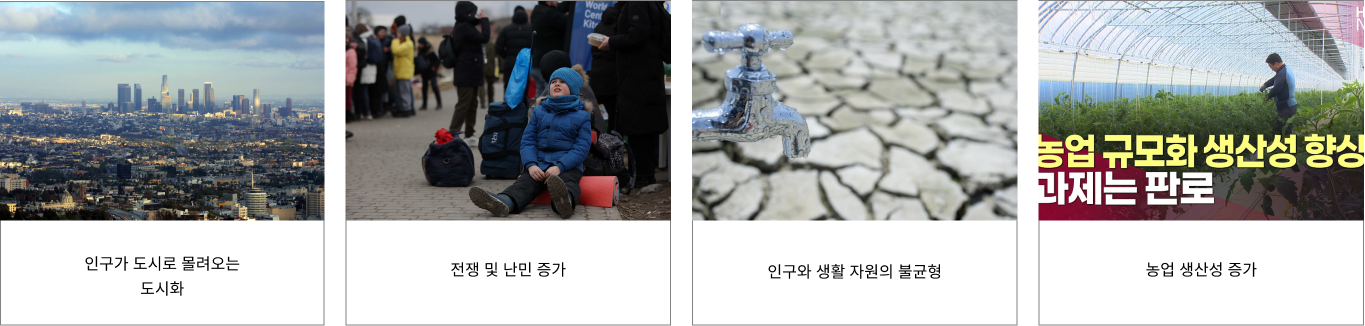 World
Cen
Kit
농업 규모화 생산성 향상
과제는 판로
인구가 도시로 몰려오는
도시화
전쟁 및 난민 증가
인구와 생활 자원의 불균형
농업 생산성 증가